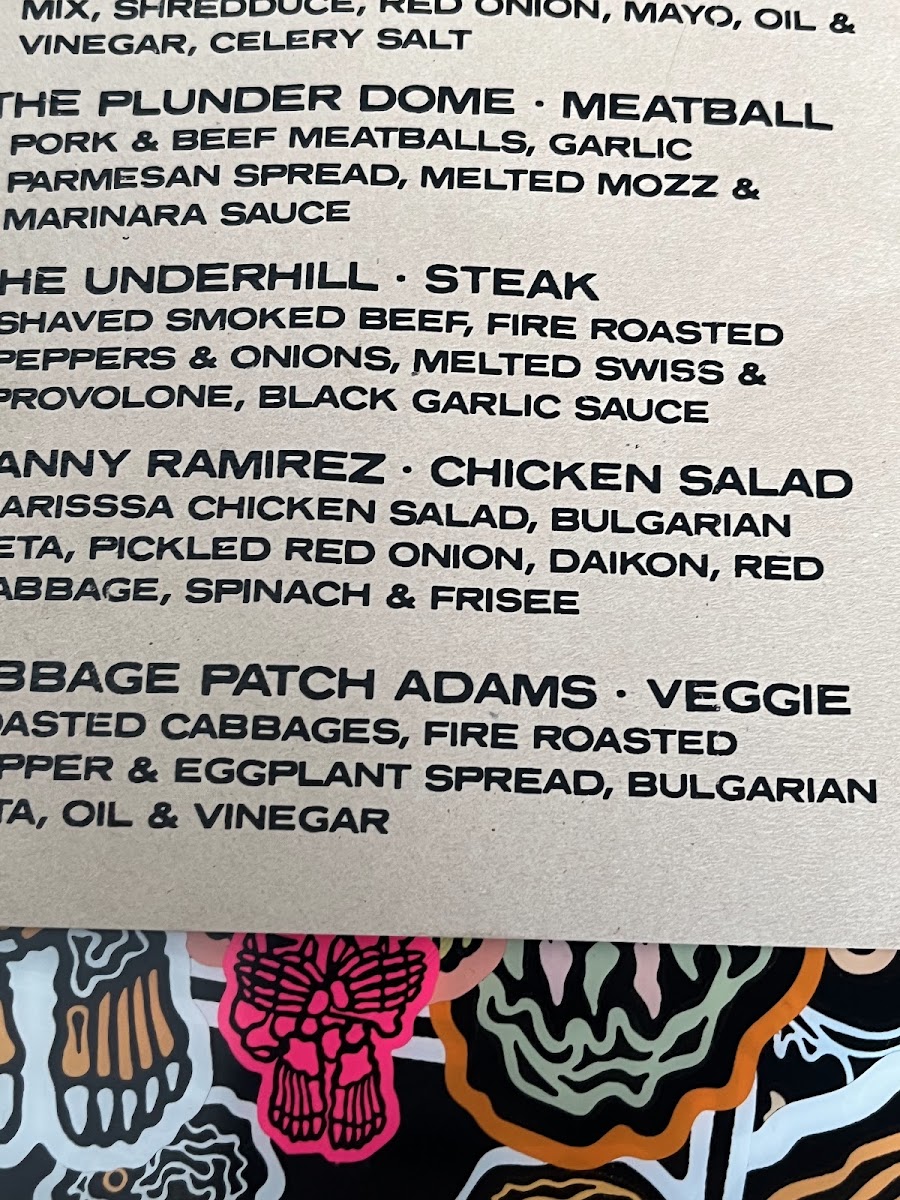 MIX, SHREDDUCE, RED ONION, MAYO, OIL &
VINEGAR, CELERY SALT
THE PLUNDER DOME · MEATBALL
PORK & BEEF MEATBALLS, GARLIC
PARMESAN SPREAD, MELTED MOZZ &
MARINARA SAUCE
HE UNDERHILL · STEAK
SHAVED SMOKED BEEF, FIRE ROASTED
PEPPERS & ONIONS, MELTED SWISS &
PROVOLONE, BLACK GARLIC SAUCE
ANNY RAMIREZ · CHICKEN SALAD
ARISSSA CHICKEN SALAD, BULGARIAN
ETA, PICKLED RED ONION, DAIKON, RED
ABBAGE, SPINACH & FRISEE
BBAGE PATCH ADAMS · VEGGIE
OASTED CABBAGES, FIRE ROASTED
PPER & EGGPLANT SPREAD, BULGARIAN
TA, OIL & VINEGAR